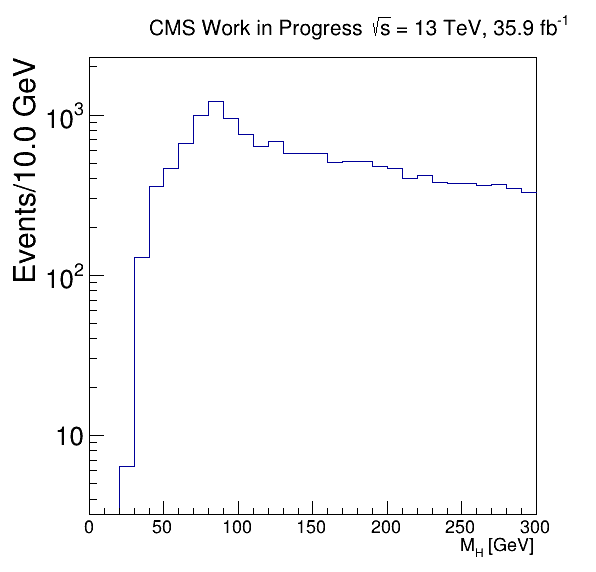 CMS Work in Progress √s = 13 TeV, 35.9 fb⁻¹
Events/10.0 GeV
10³
10²
10
0 50 100 150 200 250 300
M_H [GeV]